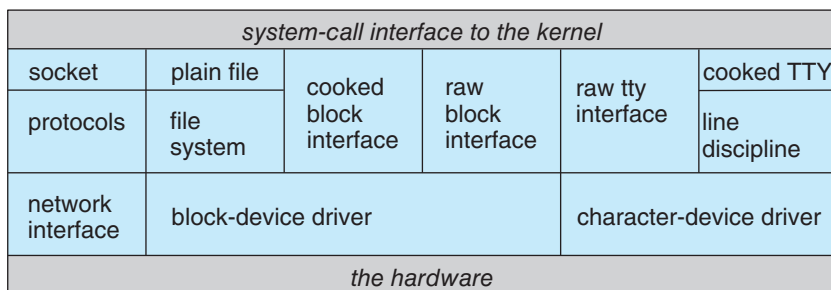 system-call interface to the kernel
socket
plain file
cooked
block
interface
raw
block
interface
raw tty
interface
cooked TTY
protocols
file
system
line
discipline
network
interface
block-device driver
character-device driver
the hardware